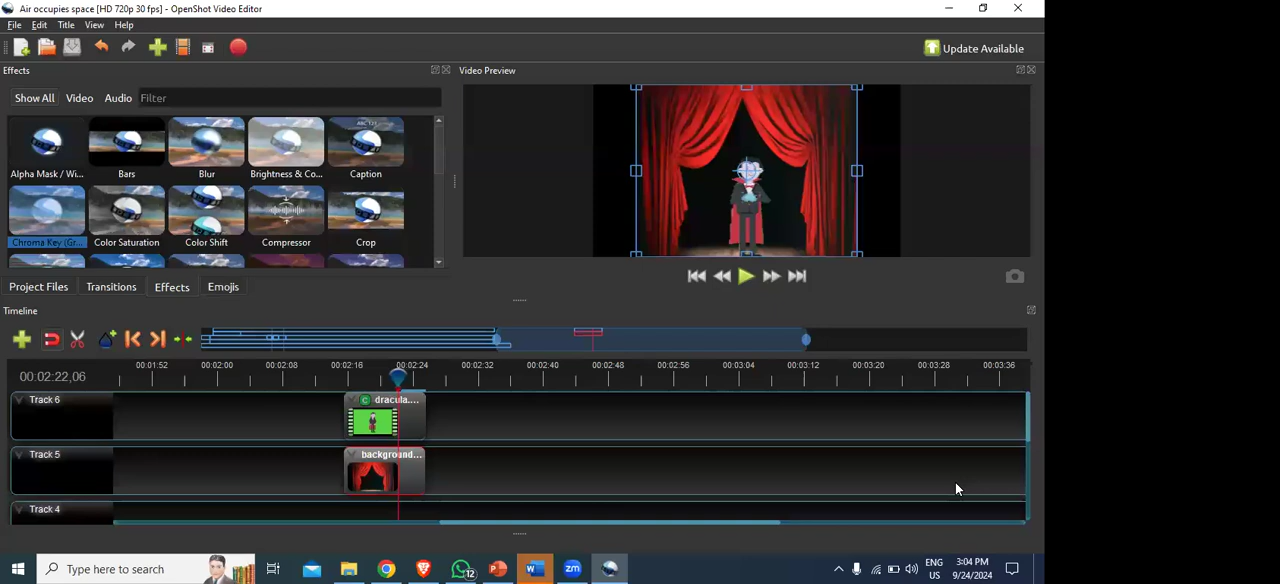 Air occupies space [HD 720p 30 fps] - OpenShot Video Editor
File Edit Title View Help
Update Available
Effects
Video Preview
Show All Video Audio Filter
ABC 123
Alpha Mask / Wi... Bars Blur Brightness & Co... Caption
Chroma Key (Gr... Color Saturation Color Shift Compressor Crop
Project Files Transitions Effects Emojis
Timeline
00:02:22,06
00:01:52 00:02:00 00:02:08 00:02:16 00:02:24 00:02:32 00:02:40 00:02:48 00:02:56 00:03:04 00:03:12 00:03:20 00:03:28 00:03:36
Track 6
C dracula....
Track 5
background...
Track 4
Type here to search
12
ENG
US
3:04 PM
9/24/2024